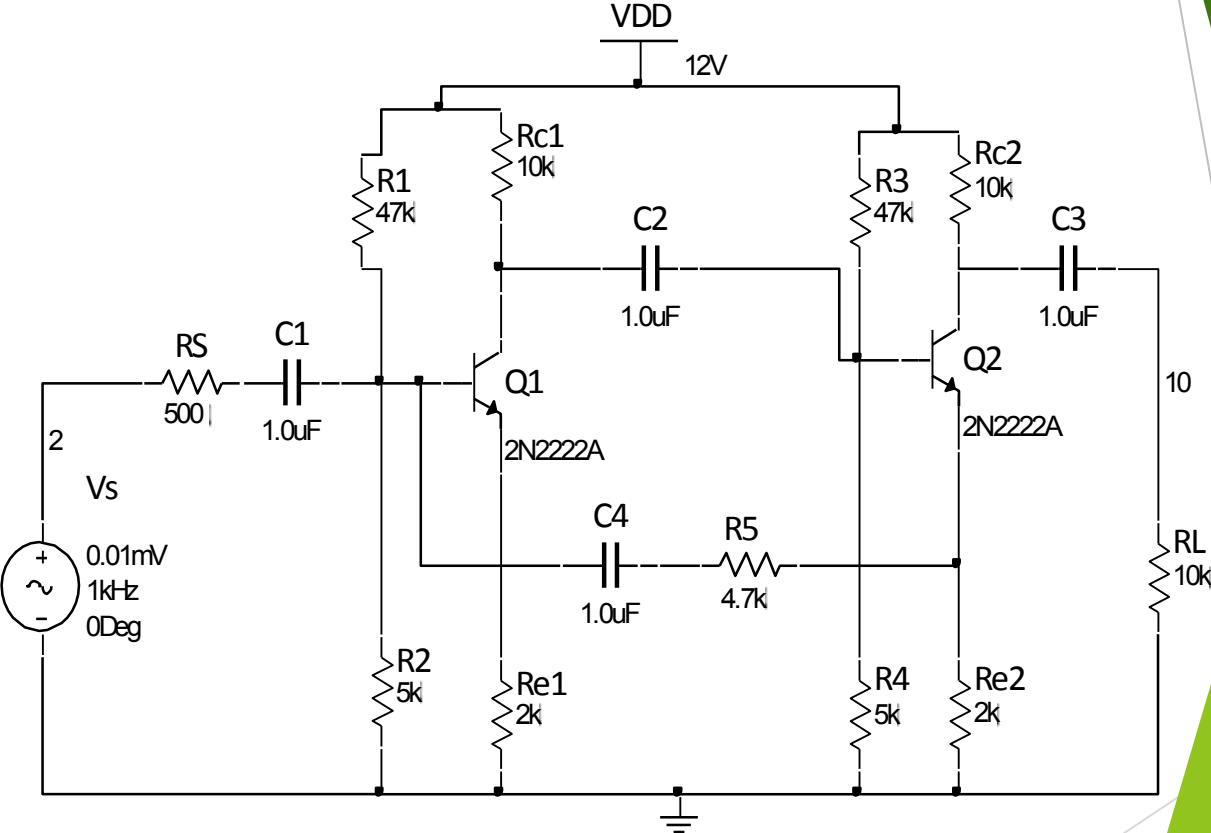 VDD
12V
Rc1
10k
R1
47k
Rc2
10k
R3
47k
C2
1.0uF
C3
1.0uF
RS
500
C1
1.0uF
Q1
2N2222A
Q2
2N2222A
10
2
Vs
0.01mV
1kHz
0Deg
+
−
C4
1.0uF
R5
4.7k
RL
10k
R2
5k
Re1
2k
R4
5k
Re2
2k